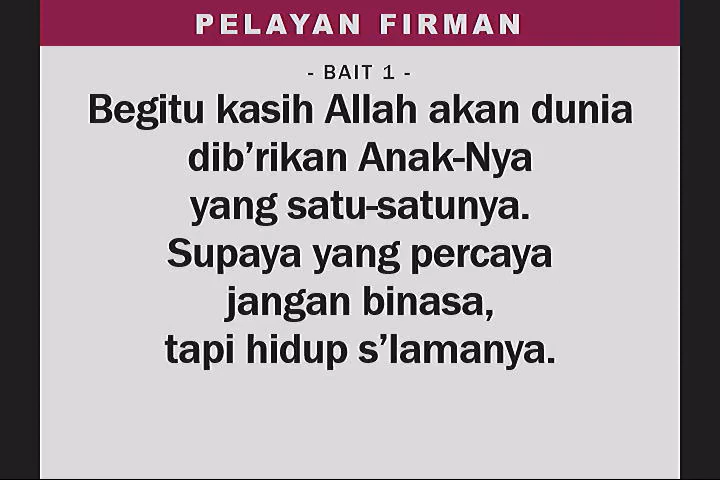 PELAYAN FIRMAN
- BAIT 1 -
Begitu kasih Allah akan dunia
dib’rikan Anak-Nya
yang satu-satunya.
Supaya yang percaya
jangan binasa,
tapi hidup s’lamanya.